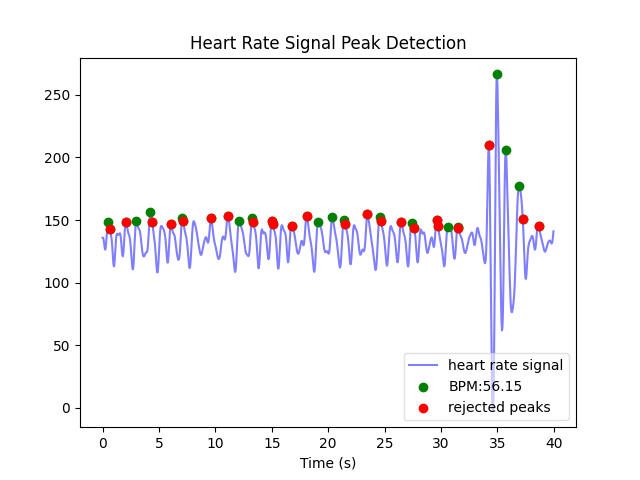 Heart Rate Signal Peak Detection
250
200
150
100
50
0
heart rate signal
BPM:56.15
rejected peaks
0 5 10 15 20 25 30 35 40
Time (s)